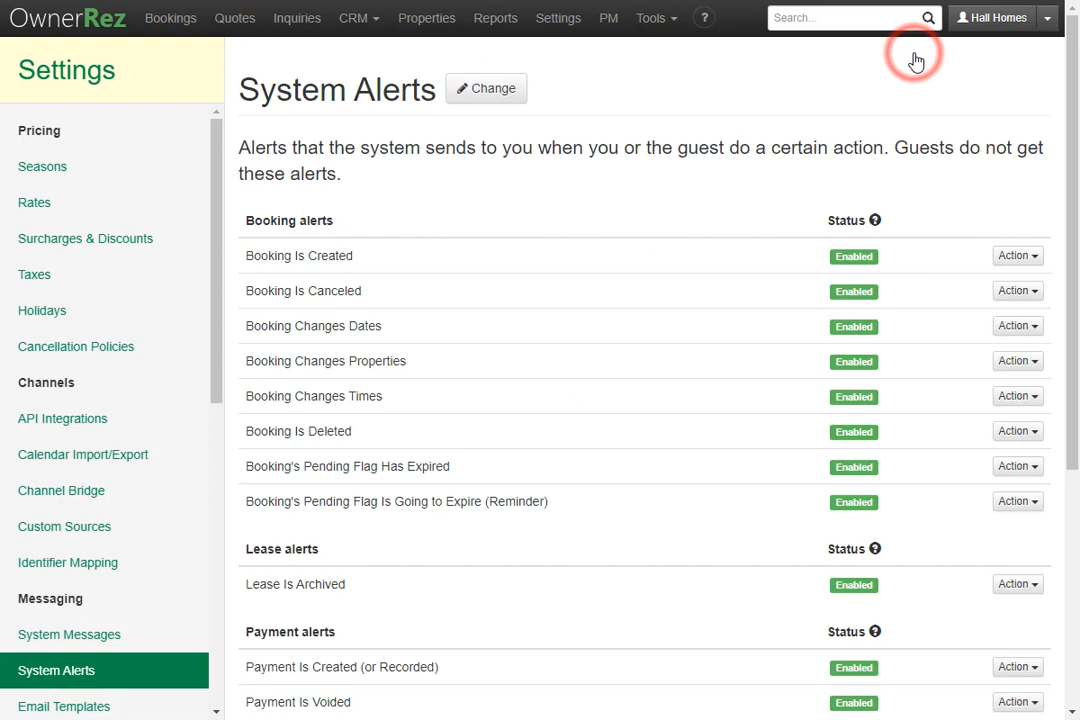 OwnerRez Bookings Quotes Inquiries CRM Properties Reports Settings PM Tools ? Search... Hall Homes
Settings
Pricing
Seasons
Rates
Surcharges & Discounts
Taxes
Holidays
Cancellation Policies
Channels
API Integrations
Calendar Import/Export
Channel Bridge
Custom Sources
Identifier Mapping
Messaging
System Messages
System Alerts
Email Templates
System Alerts Change
Alerts that the system sends to you when you or the guest do a certain action. Guests do not get
these alerts.
Booking alerts Status ?
Booking Is Created Enabled Action
Booking Is Canceled Enabled Action
Booking Changes Dates Enabled Action
Booking Changes Properties Enabled Action
Booking Changes Times Enabled Action
Booking Is Deleted Enabled Action
Booking's Pending Flag Has Expired Enabled Action
Booking's Pending Flag Is Going to Expire (Reminder) Enabled Action
Lease alerts Status ?
Lease Is Archived Enabled Action
Payment alerts Status ?
Payment Is Created (or Recorded) Enabled Action
Payment Is Voided Enabled Action